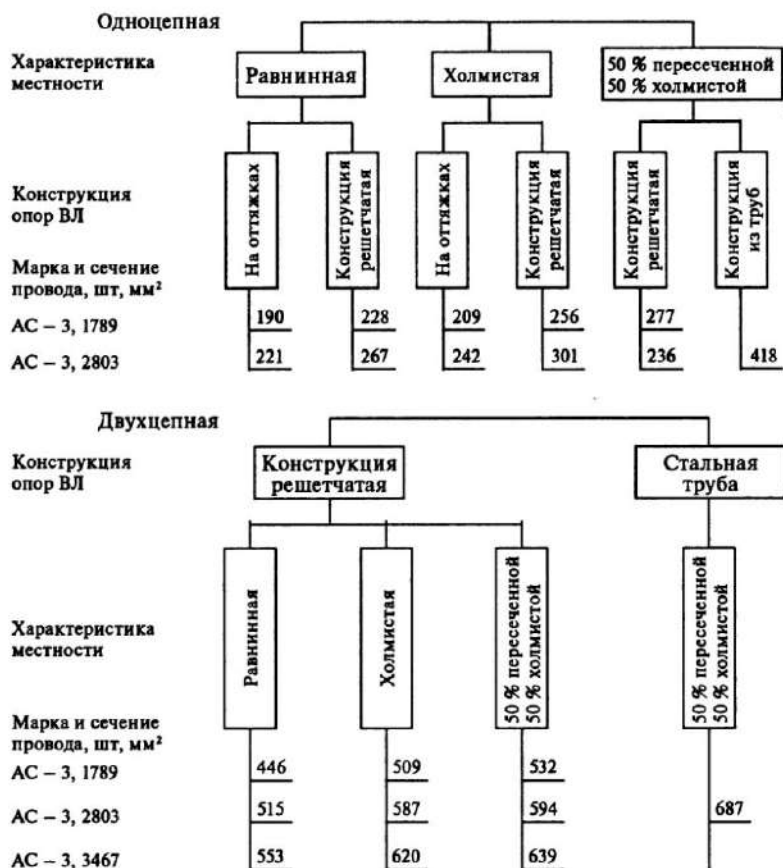 Одноцепная
Характеристика
местности
Равнинная
Холмистая
50 % пересеченной
50 % холмистой
Конструкция
опор ВЛ
На оттяжках
Конструкция
решетчатая
На оттяжках
Конструкция
решетчатая
Конструкция
решетчатая
Конструкция
из труб
Марка и сечение
провода, шт, мм²
АС – 3, 1789 190 228 209 256 277
АС – 3, 2803 221 267 242 301 236 418
Двухцепная
Конструкция
опор ВЛ
Конструкция
решетчатая
Стальная
труба
Характеристика
местности
Равнинная
Холмистая
50 % пересеченной
50 % холмистой
50 % пересеченной
50 % холмистой
Марка и сечение
провода, шт, мм²
АС – 3, 1789 446 509 532
АС – 3, 2803 515 587 594 687
АС – 3, 3467 553 620 639